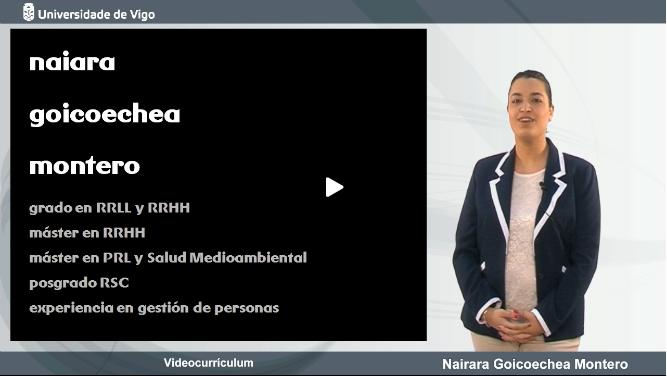 Universidade de Vigo
naiara
goicoechea
montero
grado en RRLL y RRHH
máster en RRHH
máster en PRL y Salud Medioambiental
posgrado RSC
experiencia en gestión de personas
Videocurrículum
Nairara Goicoechea Montero